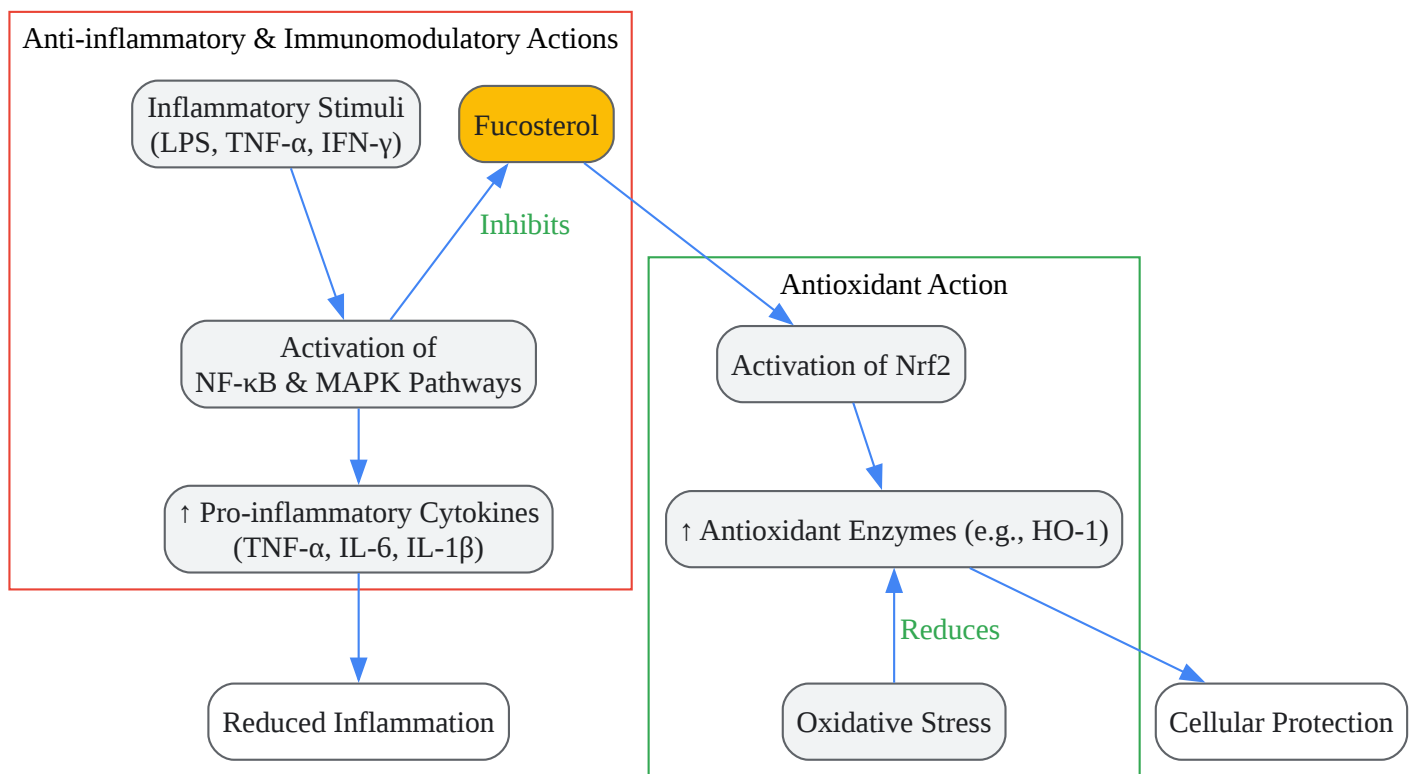 Anti-inflammatory & Immunomodulatory Actions
Inflammatory Stimuli
(LPS, TNF-α, IFN-γ)
Fucosterol
Inhibits
Activation of
NF-κB & MAPK Pathways
↑ Pro-inflammatory Cytokines
(TNF-α, IL-6, IL-1β)
Reduced Inflammation
Antioxidant Action
Activation of Nrf2
↑ Antioxidant Enzymes (e.g., HO-1)
Reduces
Oxidative Stress
Cellular Protection